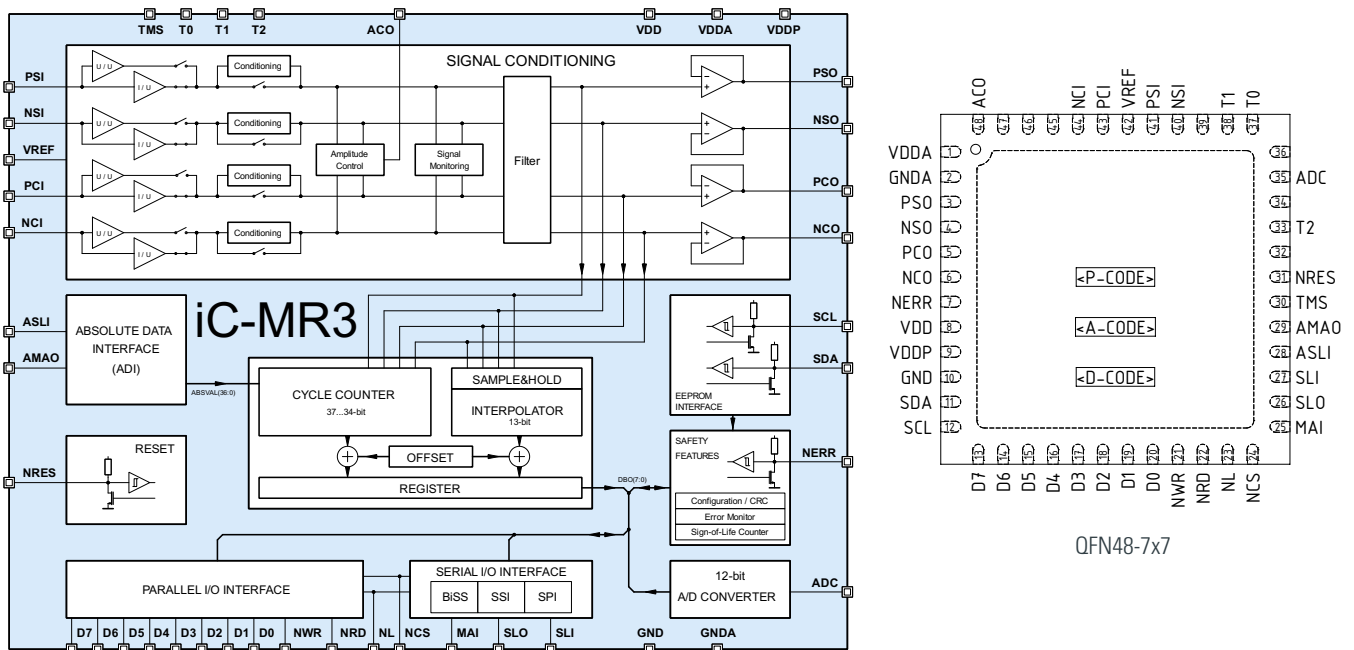 TMS T0 T1 T2 ACO VDD VDDA VDDP
SIGNAL CONDITIONING
PSI
NSI
VREF
PCI
NCI
U / U
I / U
Conditioning
U / U
I / U
Conditioning
U / U
I / U
Conditioning
U / U
I / U
Conditioning
Amplitude
Control
Signal
Monitoring
Filter
PSO
NSO
PCO
NCO
+
−
+
−
+
−
+
−
iC-MR3
ASLI
AMAO
ABSOLUTE DATA
INTERFACE
(ADI)
ABSVAL(36:0)
CYCLE COUNTER
37...34-bit
SAMPLE&HOLD
INTERPOLATOR
13-bit
+
OFFSET
+
REGISTER
DBO(7:0)
SCL
SDA
EEPROM
INTERFACE
NRES
RESET
SAFETY
FEATURES
NERR
Configuration / CRC
Error Monitor
Sign-of-Life Counter
PARALLEL I/O INTERFACE
SERIAL I/O INTERFACE
BiSS SSI SPI
12-bit
A/D CONVERTER
ADC
D7 D6 D5 D4 D3 D2 D1 D0 NWR NRD NL NCS MAI SLO SLI GND GNDA
ACO NCI PCI VREF PSI NSI T1 T0
48 47 46 45 44 43 42 41 40 39 38 37
VDDA 1
GNDA 2
PSO 3
NSO 4
PCO 5
NCO 6
NERR 7
VDD 8
VDDP 9
GND 10
SDA 11
SCL 12
<P-CODE>
<A-CODE>
<D-CODE>
36
35 ADC
34
33 T2
32
31 NRES
30 TMS
29 AMAO
28 ASLI
27 SLI
26 SLO
25 MAI
13 14 15 16 17 18 19 20 21 22 23 24
D7 D6 D5 D4 D3 D2 D1 D0 NWR NRD NL NCS
QFN48-7x7